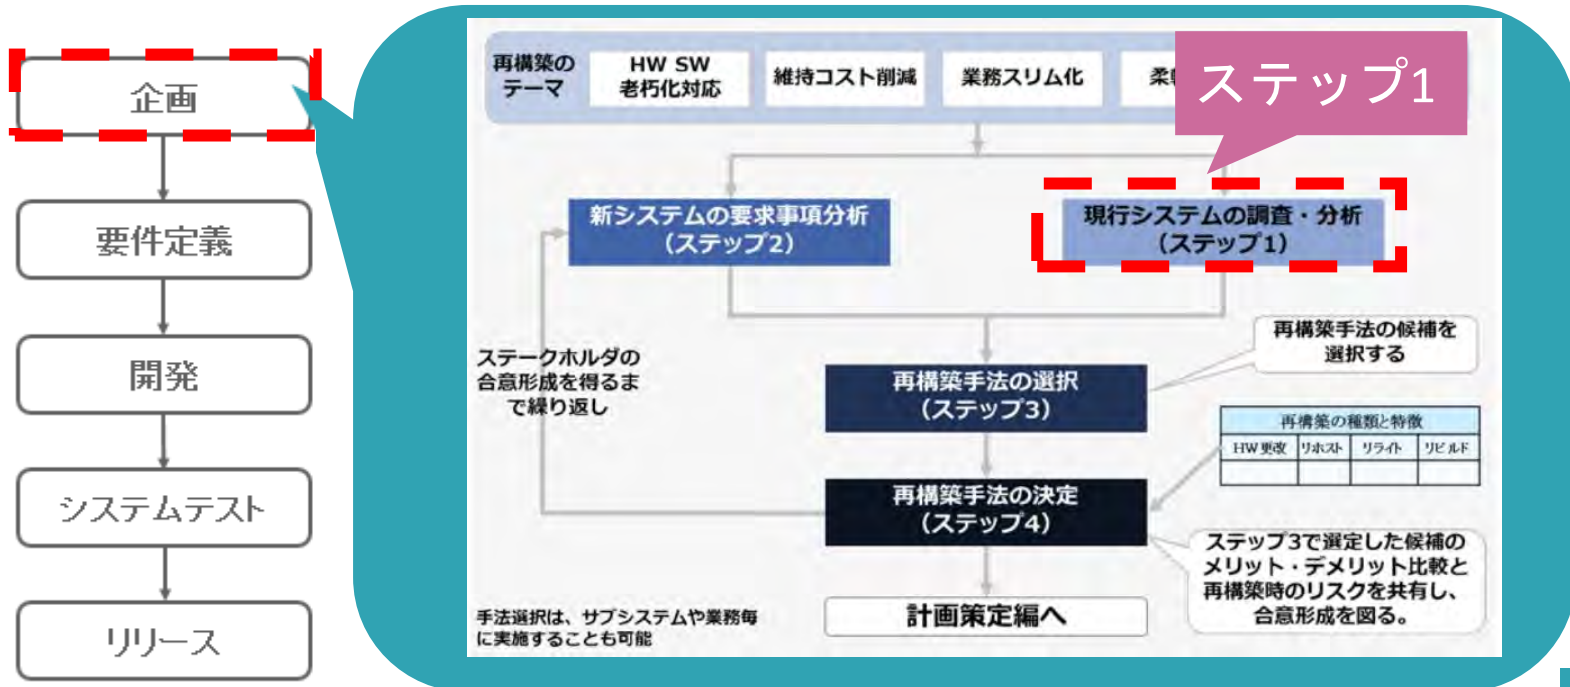 企画
要件定義
開発
システムテスト
リリース
再構築の
テーマ
HW SW
老朽化対応
維持コスト削減
業務スリム化
ステップ1
新システムの要求事項分析
（ステップ2）
現行システムの調査・分析
（ステップ1）
ステークホルダの
合意形成を得るま
で繰り返し
再構築手法の選択
（ステップ3）
再構築手法の候補を
選択する
再構築の種類と特徴
HW更改 リホスト リライト リビルド
再構築手法の決定
（ステップ4）
ステップ3で選定した候補の
メリット・デメリット比較と
再構築時のリスクを共有し、
合意形成を図る。
計画策定編へ
手法選択は、サブシステムや業務毎
に実施することも可能